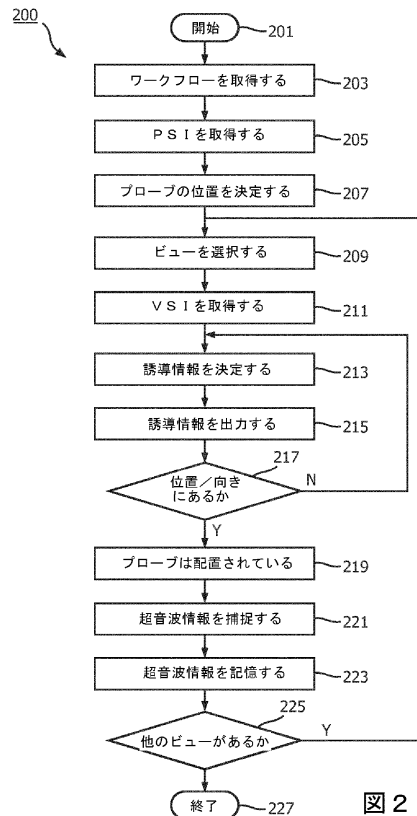 200
開始
201
ワークフローを取得する
203
ＰＳＩを取得する
205
プローブの位置を決定する
207
ビューを選択する
209
ＶＳＩを取得する
211
誘導情報を決定する
213
誘導情報を出力する
215
217
位置／向き
にあるか
N
Y
プローブは配置されている
219
超音波情報を捕捉する
221
超音波情報を記憶する
223
225
他のビューがあるか
Y
終了
227
図２